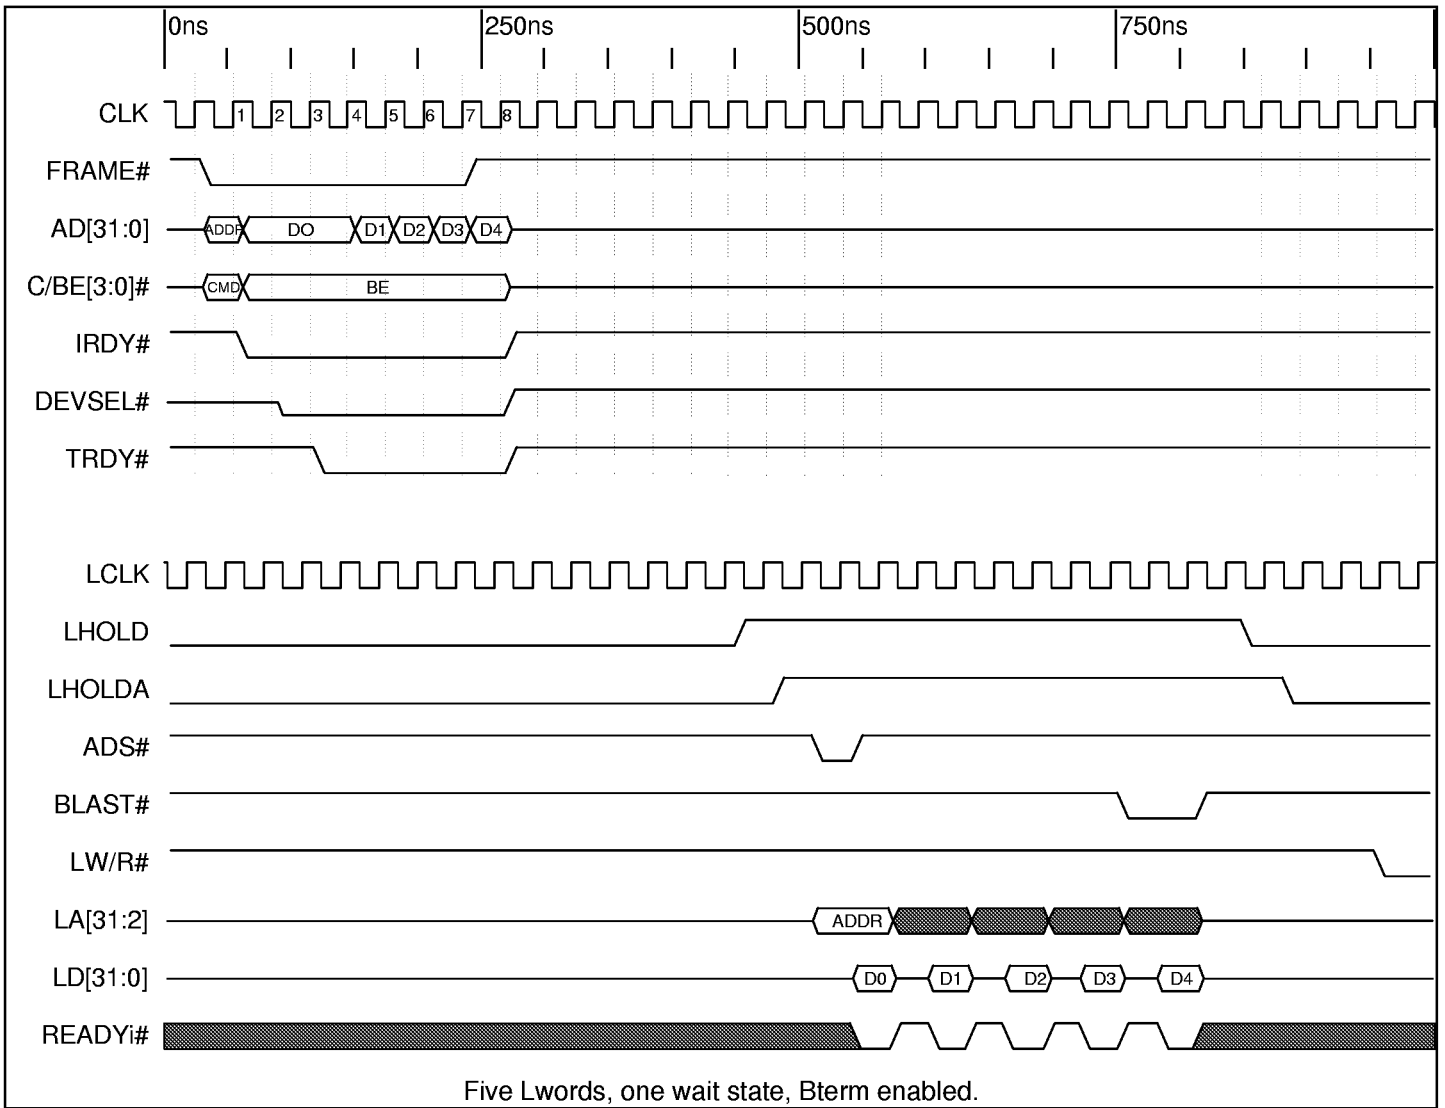 0ns 250ns 500ns 750ns
CLK 1 2 3 4 5 6 7 8
FRAME#
AD[31:0] ADDR DO D1 D2 D3 D4
C/BE[3:0]# CMD BE
IRDY#
DEVSEL#
TRDY#
LCLK
LHOLD
LHOLDA
ADS#
BLAST#
LW/R#
LA[31:2] ADDR
LD[31:0] D0 D1 D2 D3 D4
READYi#
Five Lwords, one wait state, Bterm enabled.